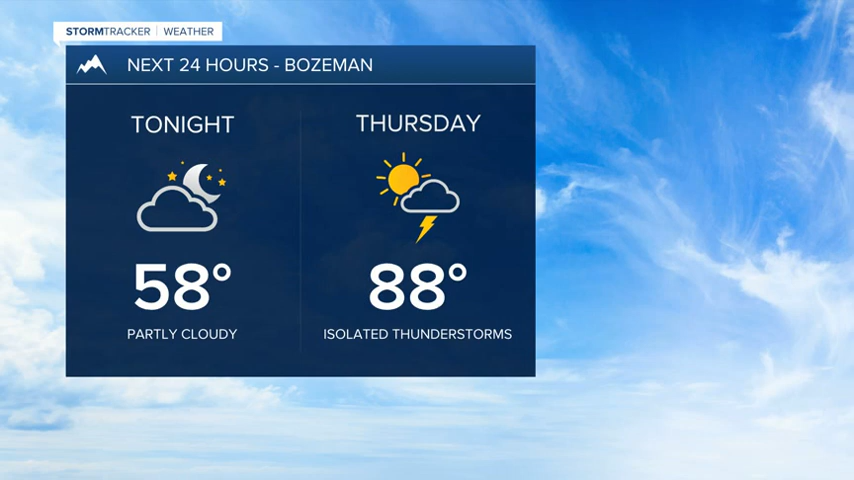 STORMTRACKER | WEATHER
NEXT 24 HOURS - BOZEMAN
TONIGHT
58°
PARTLY CLOUDY
THURSDAY
88°
ISOLATED THUNDERSTORMS